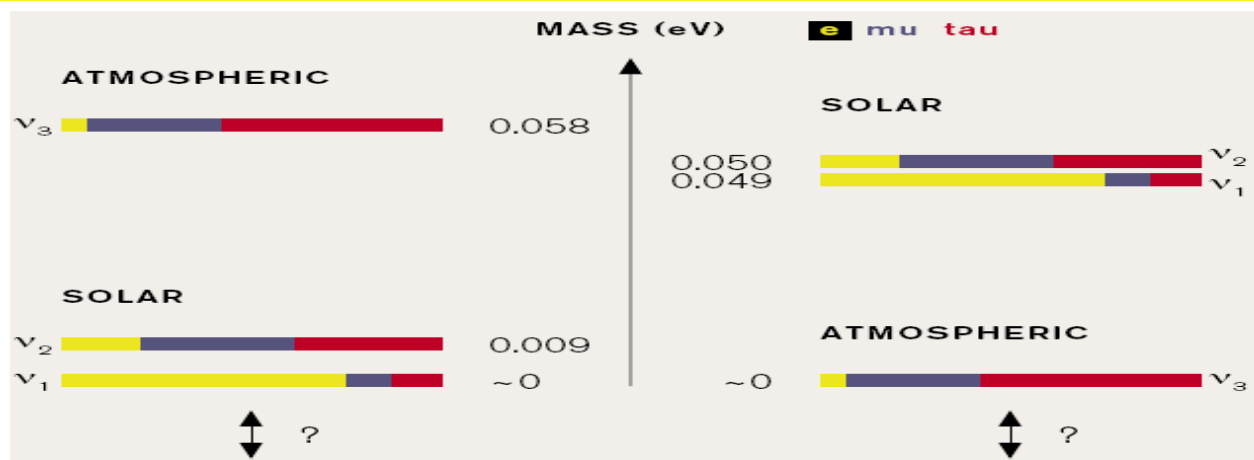 MASS (eV)
e mu tau
ATMOSPHERIC
ν₃ 0.058
SOLAR
ν₂ 0.009
ν₁ ~0
?
SOLAR
0.050 ν₂
0.049 ν₁
ATMOSPHERIC
~0 ν₃
?